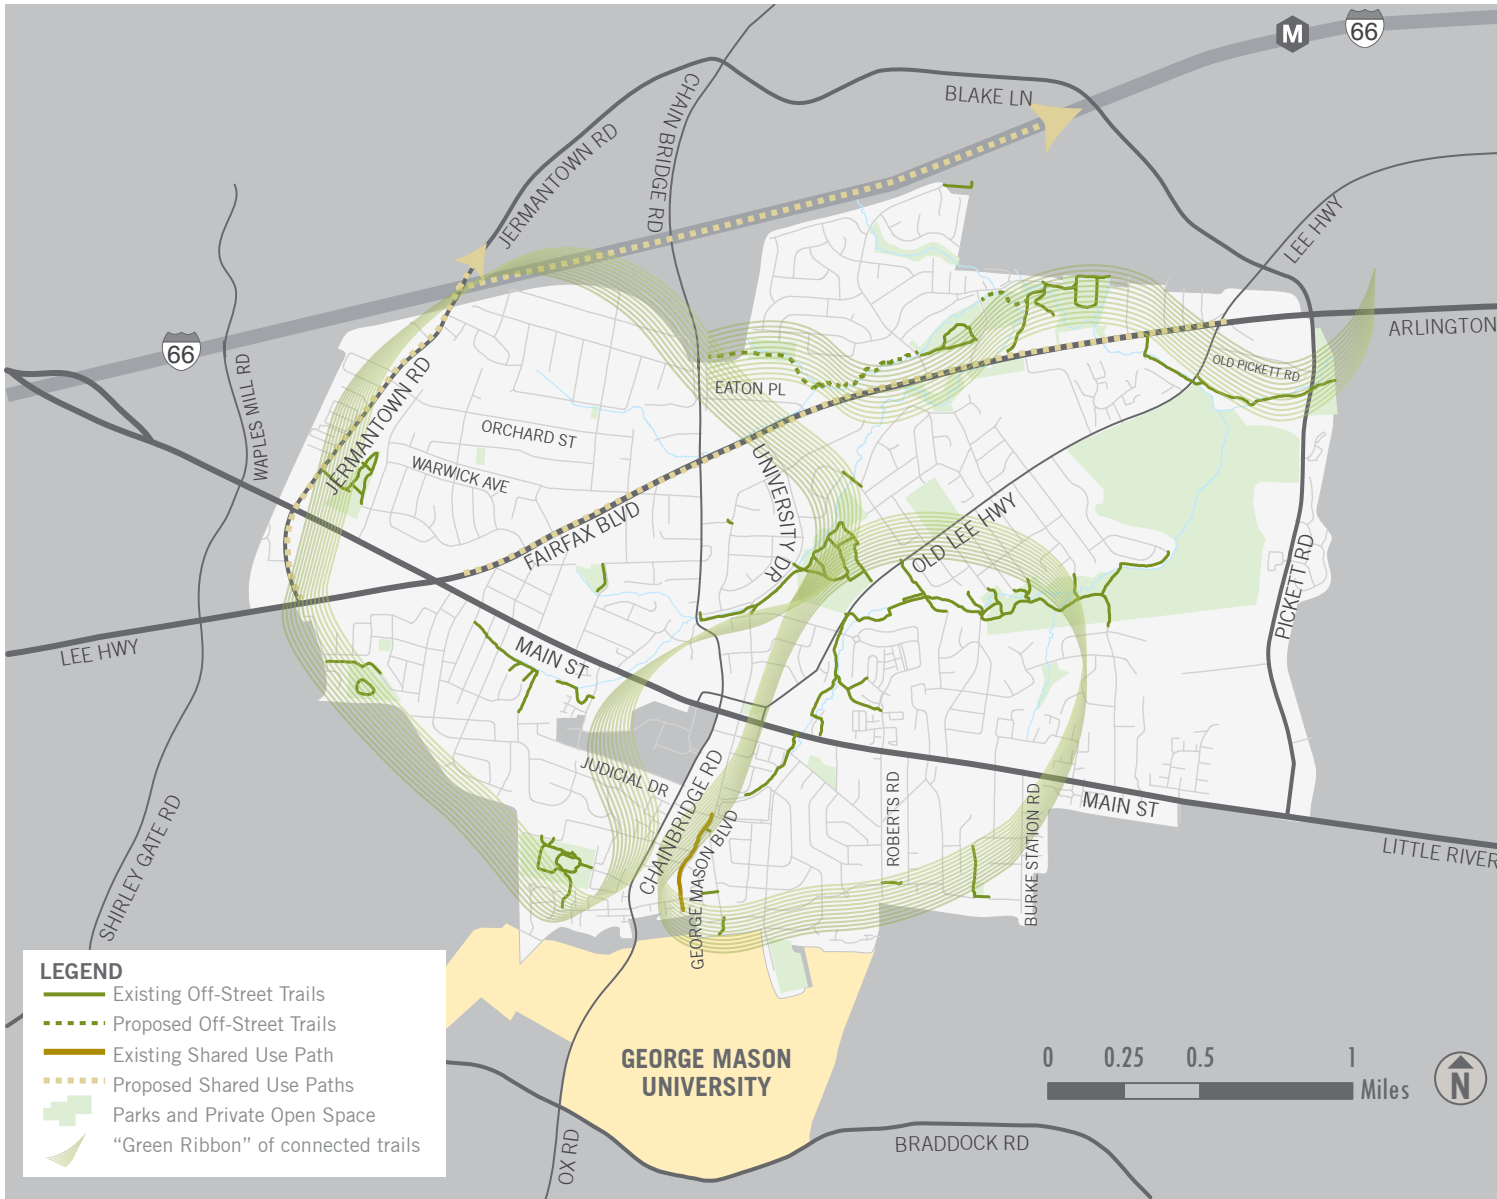 M
66
BLAKE LN
CHAIN BRIDGE RD
JERMANTOWN RD
LEE HWY
ARLINGTON
66
WAPLES MILL RD
JERMANTOWN RD
EATON PL
OLD PICKETT RD
ORCHARD ST
WARWICK AVE
UNIVERSITY DR
FAIRFAX BLVD
OLD LEE HWY
PICKETT RD
LEE HWY
MAIN ST
JUDICIAL DR
CHAINBRIDGE RD
GEORGE MASON BLVD
ROBERTS RD
BURKE STATION RD
MAIN ST
LITTLE RIVER
SHIRLEY GATE RD
LEGEND
Existing Off-Street Trails
Proposed Off-Street Trails
Existing Shared Use Path
Proposed Shared Use Paths
Parks and Private Open Space
“Green Ribbon” of connected trails
GEORGE MASON
UNIVERSITY
0 0.25 0.5 1
Miles
N
BRADDOCK RD
OX RD